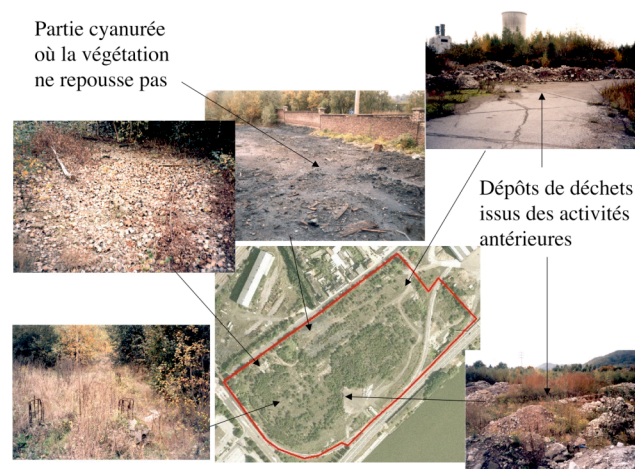 Partie cyanurée
où la végétation
ne repousse pas
Dépôts de déchets
issus des activités
antérieures